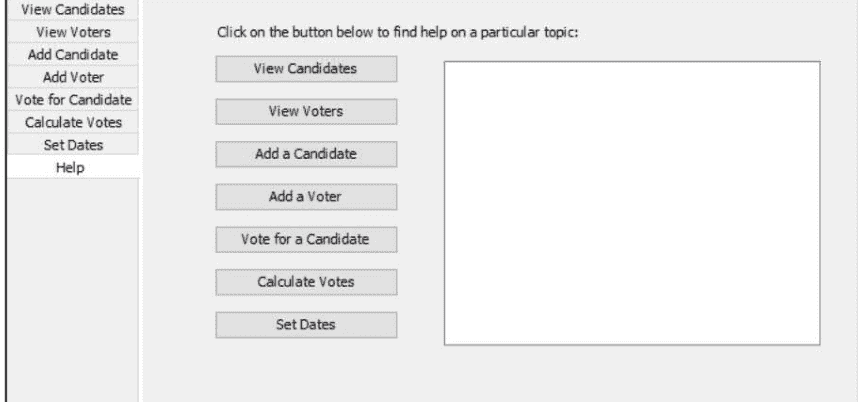 View Candidates
View Voters
Add Candidate
Add Voter
Vote for Candidate
Calculate Votes
Set Dates
Help
Click on the button below to find help on a particular topic:
View Candidates
View Voters
Add a Candidate
Add a Voter
Vote for a Candidate
Calculate Votes
Set Dates